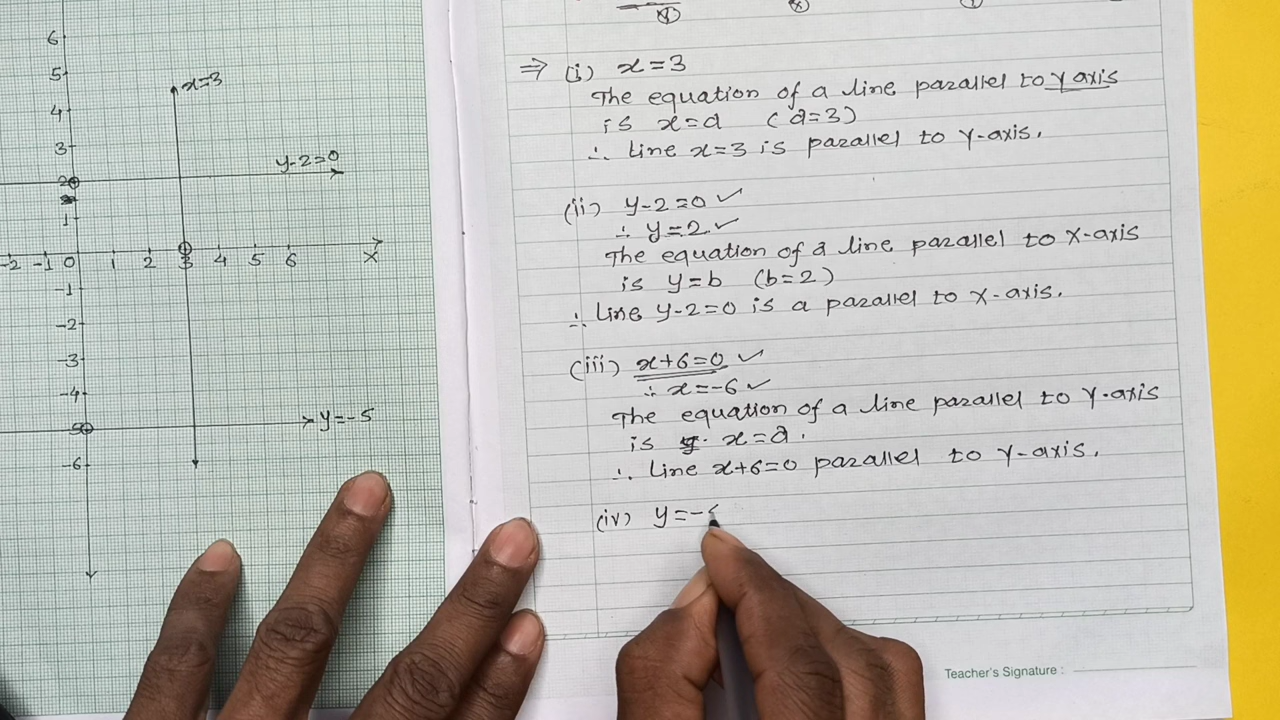 6
5
x=3
4
3
y-2=0
2
1
-2 -1 0 1 2 3 4 5 6 X
-1
-2
-3
-4
y=-5
-6
⇒ (i) x=3
The equation of a line parallel to Y axis
is x=a (a=3)
∴ Line x=3 is parallel to Y-axis.
(ii) y-2=0 ✓
∴ y=2 ✓
The equation of a line parallel to X-axis
is y=b (b=2)
∴ Line y-2=0 is a parallel to X-axis.
(iii) x+6=0 ✓
∴ x=-6 ✓
The equation of a line parallel to Y-axis
is x=a.
∴ Line x+6=0 parallel to Y-axis.
(iv) y=-
Teacher's Signature :